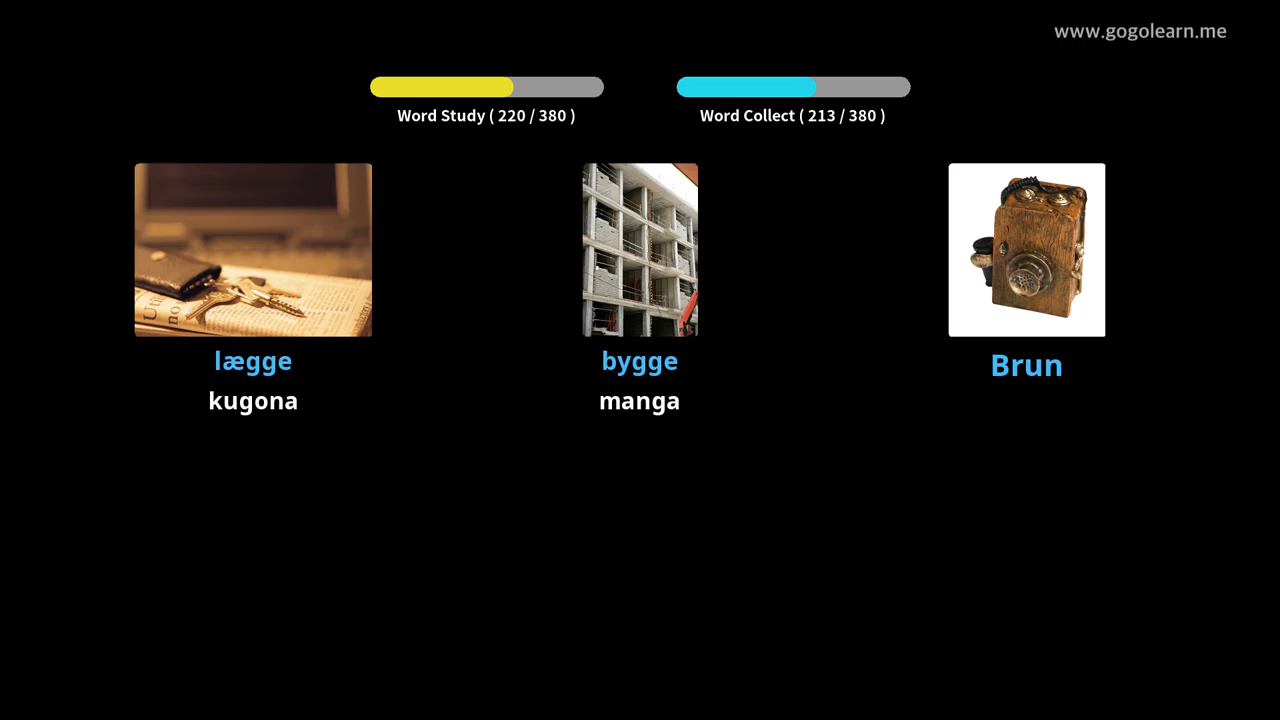 www.gogolearn.me
Word Study ( 220 / 380 )
Word Collect ( 213 / 380 )
lægge
kugona
bygge
manga
Brun